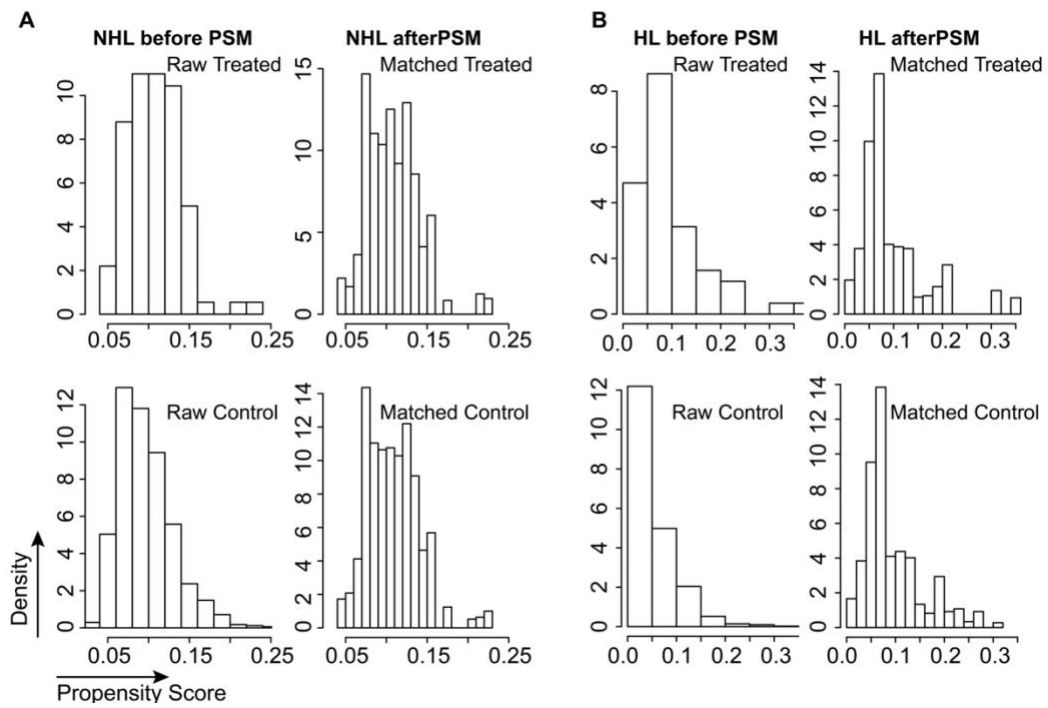 A
NHL before PSM
NHL afterPSM
Raw Treated
Matched Treated
0 2 4 6 8 10
0.05 0.15 0.25
0 5 10 15
0.05 0.15 0.25
Raw Control
Matched Control
0 2 4 6 8 10 12
0.05 0.15 0.25
0 2 4 6 8 10 12 14
0.05 0.15 0.25
Density
Propensity Score
B
HL before PSM
HL afterPSM
Raw Treated
Matched Treated
0 2 4 6 8
0.0 0.1 0.2 0.3
0 2 4 6 8 10 12 14
0.0 0.1 0.2 0.3
Raw Control
Matched Control
0 2 4 6 8 10 12
0.0 0.1 0.2 0.3
0 2 4 6 8 10 12 14
0.0 0.1 0.2 0.3